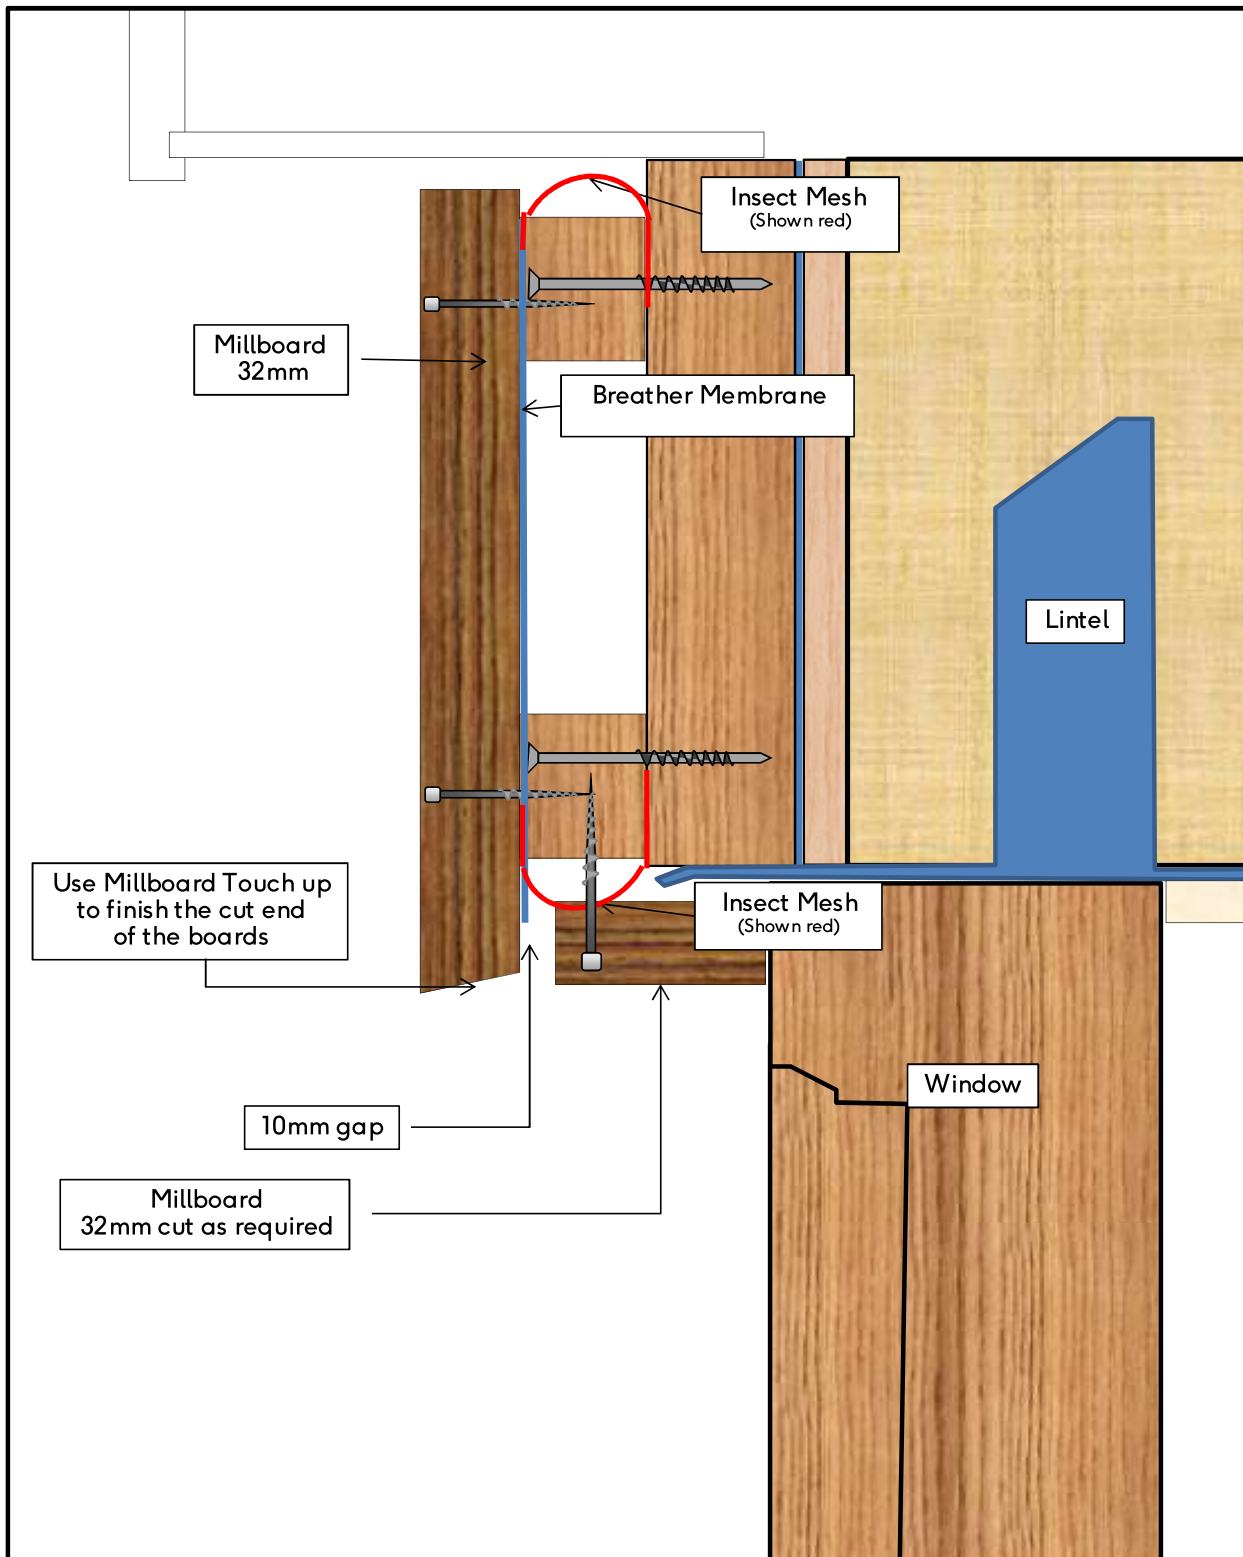 Insect Mesh
(Shown red)
Millboard
32mm
Breather Membrane
Lintel
Use Millboard Touch up
to finish the cut end
of the boards
Insect Mesh
(Shown red)
Window
10mm gap
Millboard
32mm cut as required